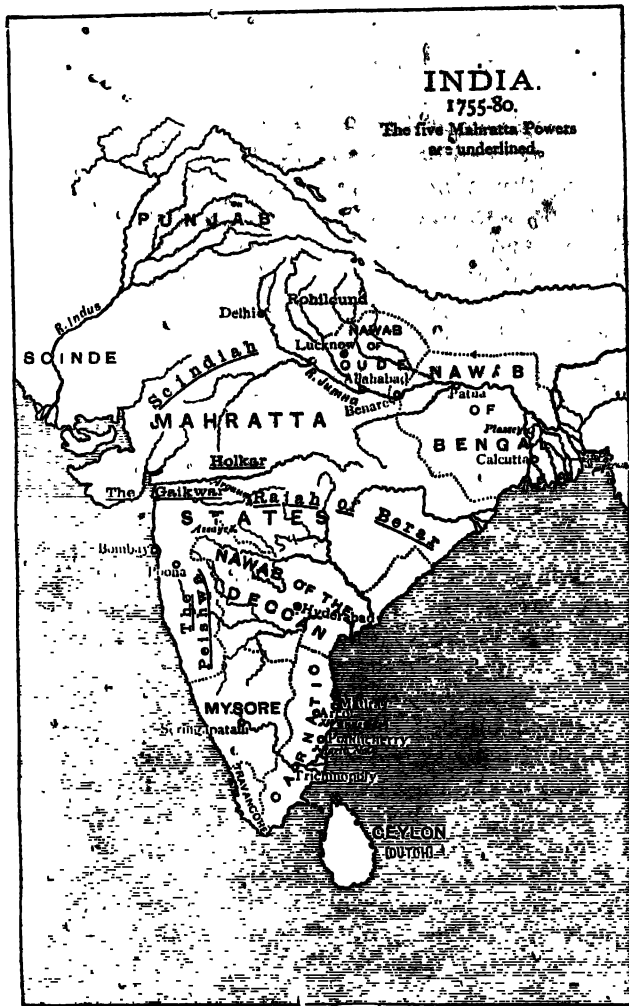 INDIA.
1755-80.
The five Mahratta Powers
are underlined.
PUNJAB
R. Indus
Delhi
Rohilcund
NAWAB
OF
OUDE
Lucknow
SCINDE
Scindiah
R. Jumna
Allahabad
Benares
NAWAB
OF
BENGAL
Patna
Plassey
Calcutta
MAHRATTA
Holkar
The Gaikwar
Rajah of Berar
STATES
Assaye
Bombay
Poona
NAWAB OF THE
DECCAN
Hyderabad
The
Peishwa
MYSORE
Seringapatam
CARNATIC
Madras
Pondicherry
Trichinopoly
TRAVANCORE
CEYLON
(DUTCH)